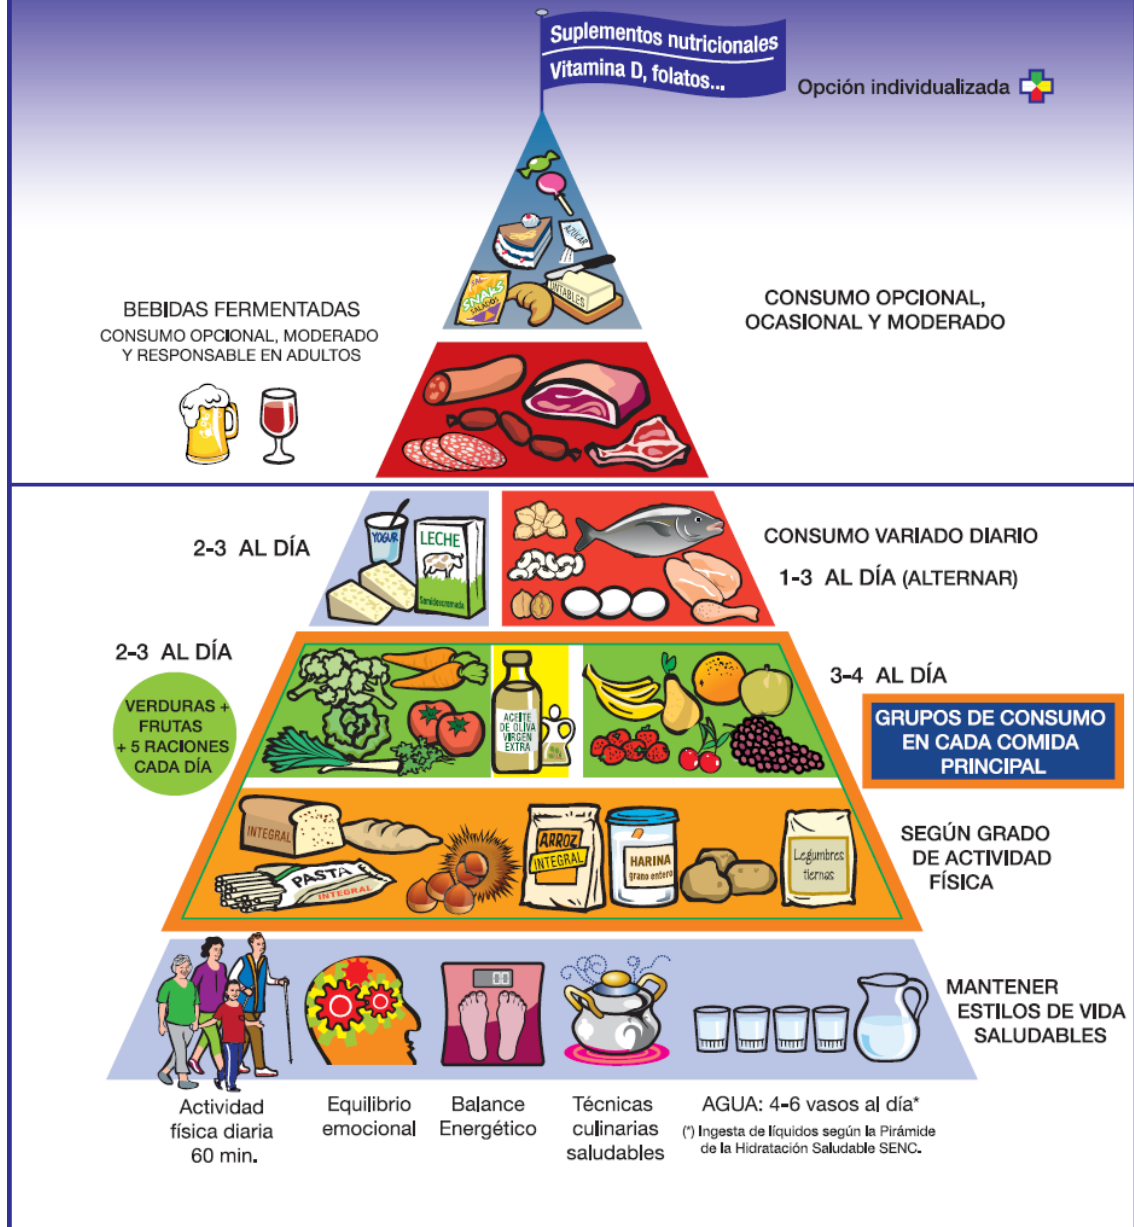 Suplementos nutricionales
Vitamina D, folatos...
Opción individualizada
AZÚCAR
SNAKS
SALADOS
UNTABLES
BEBIDAS FERMENTADAS
CONSUMO OPCIONAL, MODERADO
Y RESPONSABLE EN ADULTOS
CONSUMO OPCIONAL,
OCASIONAL Y MODERADO
2-3 AL DÍA
YOGUR
LECHE
Semidescremada
CONSUMO VARIADO DIARIO
1-3 AL DÍA (ALTERNAR)
2-3 AL DÍA
VERDURAS +
FRUTAS
+ 5 RACIONES
CADA DÍA
ACEITE
DE OLIVA
VIRGEN
EXTRA
3-4 AL DÍA
GRUPOS DE CONSUMO
EN CADA COMIDA
PRINCIPAL
INTEGRAL
PASTA
INTEGRAL
ARROZ
INTEGRAL
HARINA
grano entero
Legumbres
tiernas
SEGÚN GRADO
DE ACTIVIDAD
FÍSICA
0
MANTENER
ESTILOS DE VIDA
SALUDABLES
Actividad
física diaria
60 min.
Equilibrio
emocional
Balance
Energético
Técnicas
culinarias
saludables
AGUA: 4-6 vasos al día*
(*) Ingesta de líquidos según la Pirámide
de la Hidratación Saludable SENC.